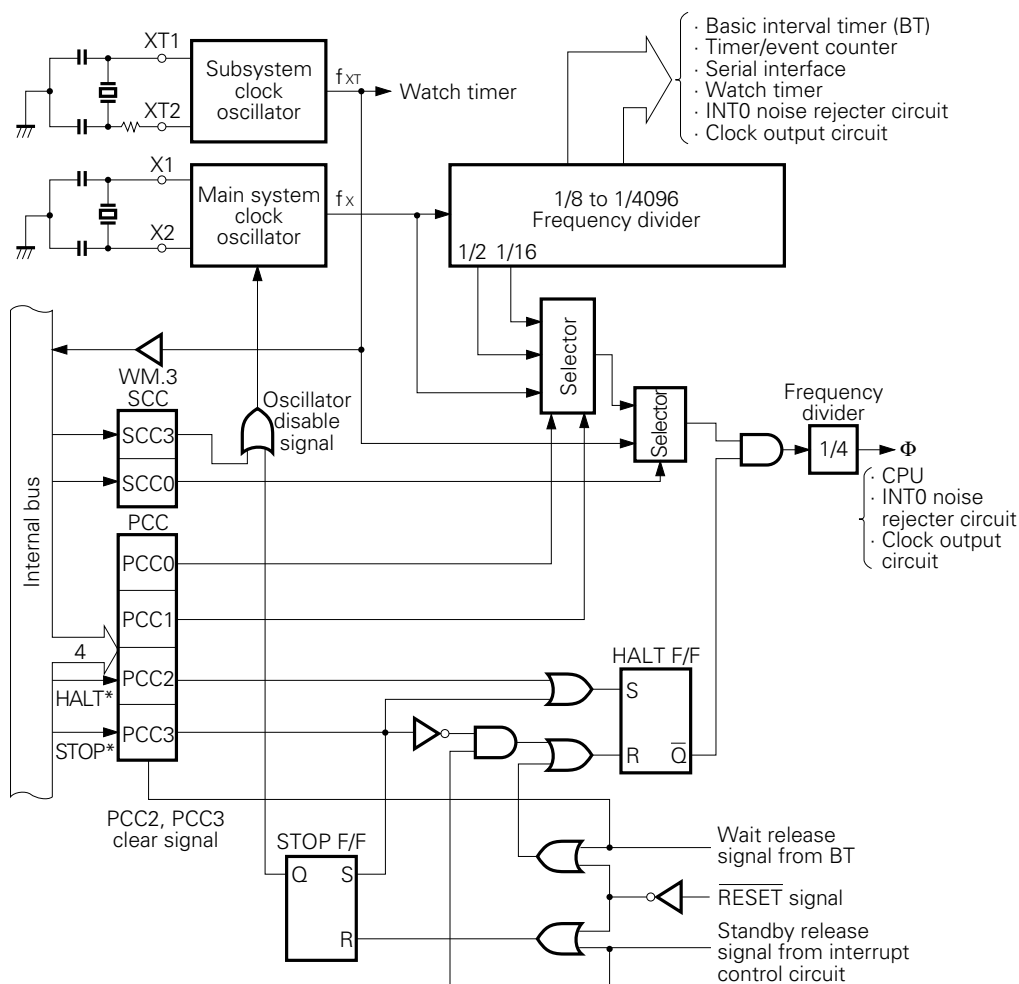 XT1
XT2
Subsystem
clock
oscillator
fXT
Watch timer
· Basic interval timer (BT)
· Timer/event counter
· Serial interface
· Watch timer
· INT0 noise rejecter circuit
· Clock output circuit
X1
X2
Main system
clock
oscillator
fX
1/8 to 1/4096
Frequency divider
1/2 1/16
Selector
Selector
Internal bus
WM.3
SCC
SCC3
SCC0
Oscillator
disable
signal
Frequency
divider
1/4
Φ
· CPU
· INT0 noise
rejecter circuit
· Clock output
circuit
PCC
PCC0
PCC1
PCC2
PCC3
4
HALT*
STOP*
HALT F/F
S
R
Q̅
PCC2, PCC3
clear signal
STOP F/F
Q
S
R
Wait release
signal from BT
R̅E̅S̅E̅T̅ signal
Standby release
signal from interrupt
control circuit